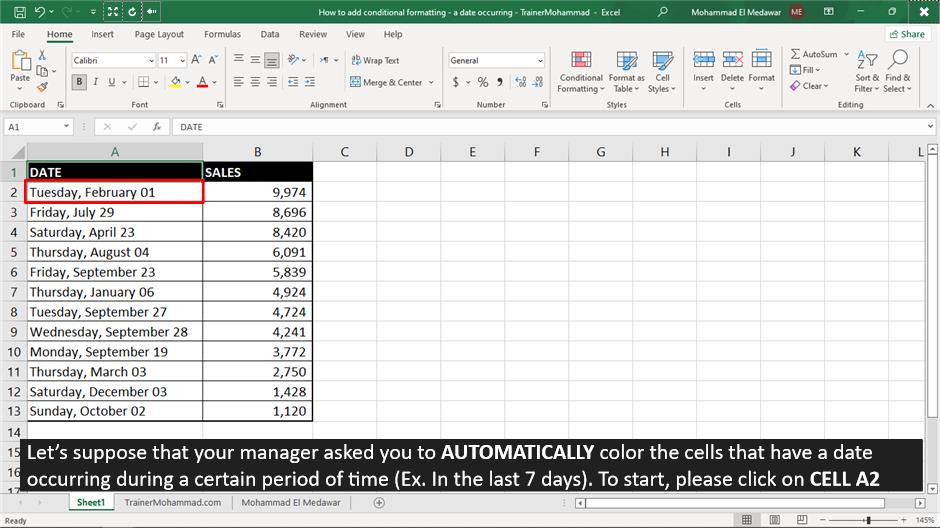 How to add conditional formatting - a date occurring - TrainerMohammad - Excel
Mohammad El Medawar ME
File Home Insert Page Layout Formulas Data Review View Help Share
Paste
Clipboard
Calibri 11 A A
B I U A
Font
Wrap Text
Merge & Center
Alignment
General
$ % ,
Number
Conditional Formatting
Format as Table
Cell Styles
Styles
Insert Delete Format
Cells
AutoSum
Fill
Clear
Sort & Filter
Find & Select
Editing
A1 fx DATE
A B C D E F G H I J K L
1 DATE SALES
2 Tuesday, February 01 9,974
3 Friday, July 29 8,696
4 Saturday, April 23 8,420
5 Thursday, August 04 6,091
6 Friday, September 23 5,839
7 Thursday, January 06 4,924
8 Tuesday, September 27 4,724
9 Wednesday, September 28 4,241
10 Monday, September 19 3,772
11 Thursday, March 03 2,750
12 Saturday, December 03 1,428
13 Sunday, October 02 1,120
14
Let's suppose that your manager asked you to AUTOMATICALLY color the cells that have a date
occurring during a certain period of time (Ex. In the last 7 days). To start, please click on CELL A2
Sheet1 TrainerMohammad.com Mohammad El Medawar
Ready 145%